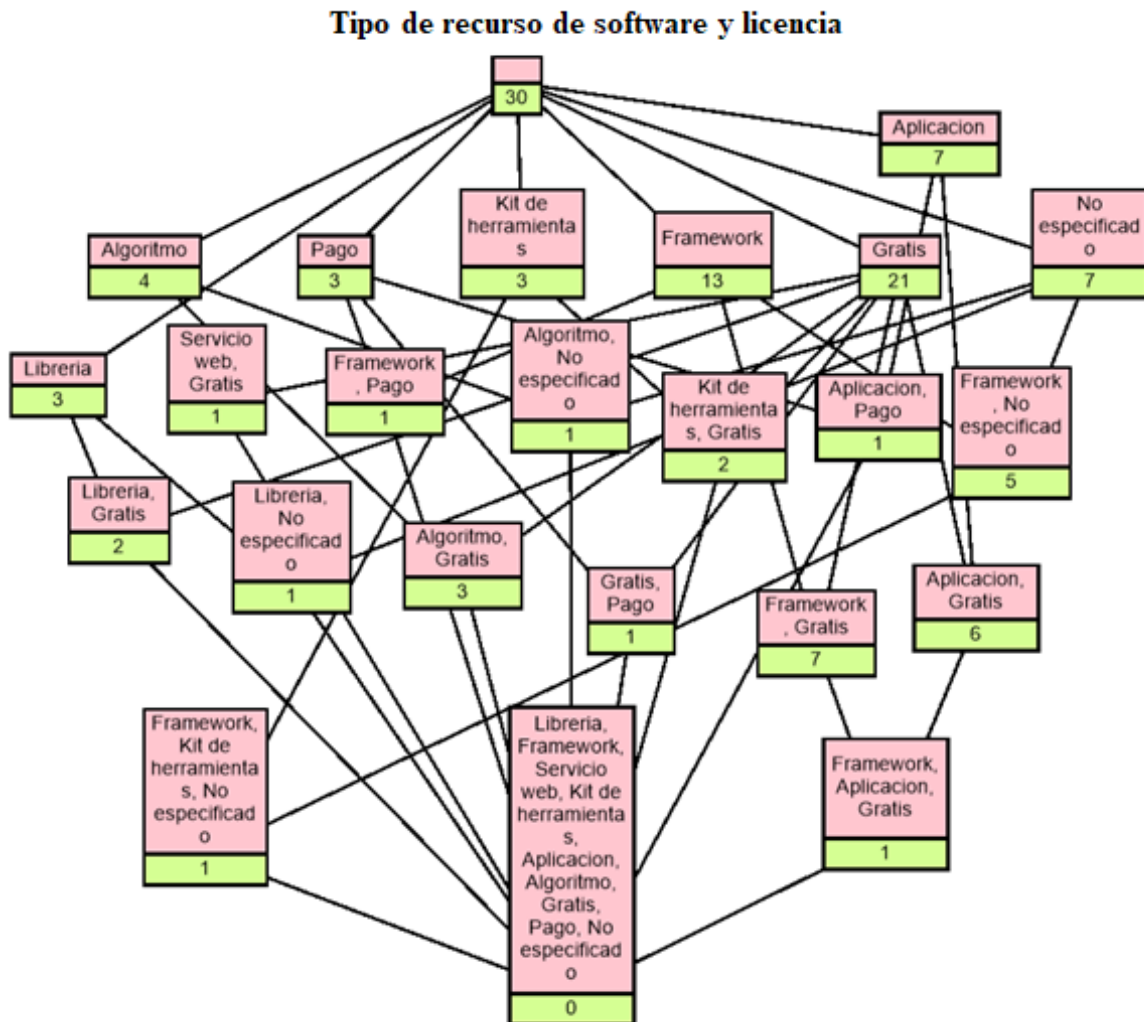 Tipo de recurso de software y licencia
30
Aplicacion
7
Kit de
herramienta
s
3
No
especificad
o
7
Algoritmo
4
Pago
3
Framework
13
Gratis
21
Libreria
3
Servicio
web,
Gratis
1
Framework
, Pago
1
Algoritmo,
No
especificad
o
1
Kit de
herramienta
s, Gratis
2
Aplicacion,
Pago
1
Framework
, No
especificad
o
5
Libreria,
Gratis
2
Libreria,
No
especificad
o
1
Algoritmo,
Gratis
3
Gratis,
Pago
1
Framework
, Gratis
7
Aplicacion,
Gratis
6
Framework,
Kit de
herramienta
s, No
especificad
o
1
Libreria,
Framework,
Servicio
web, Kit de
herramienta
s,
Aplicacion,
Algoritmo,
Gratis,
Pago, No
especificad
o
0
Framework,
Aplicacion,
Gratis
1